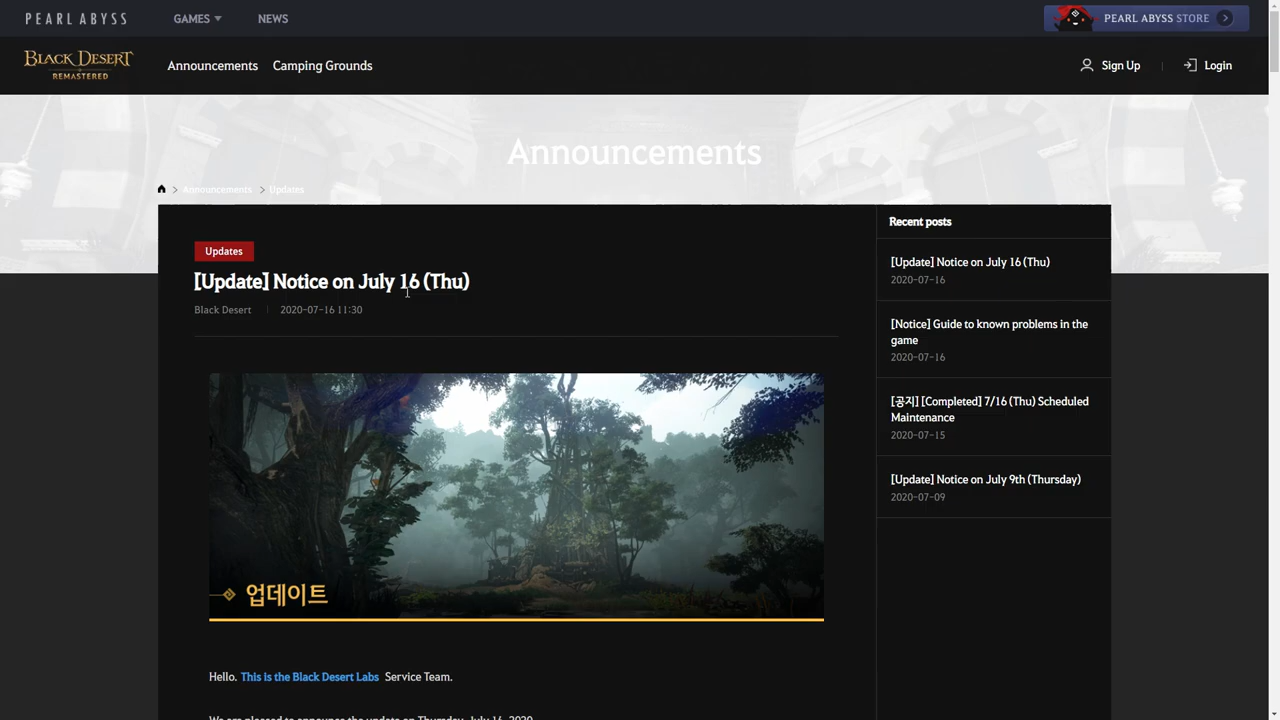 PEARL ABYSS
GAMES
NEWS
PEARL ABYSS STORE
BLACK DESERT
REMASTERED
Announcements
Camping Grounds
Sign Up
Login
Announcements
Announcements
Updates
Updates
[Update] Notice on July 16 (Thu)
Black Desert
2020-07-16 11:30
업데이트
Hello. This is the Black Desert Labs Service Team.
We are pleased to announce the update on Thursday, July 16, 2020.
Recent posts
[Update] Notice on July 16 (Thu)
2020-07-16
[Notice] Guide to known problems in the
game
2020-07-16
[공지] [Completed] 7/16 (Thu) Scheduled
Maintenance
2020-07-15
[Update] Notice on July 9th (Thursday)
2020-07-09